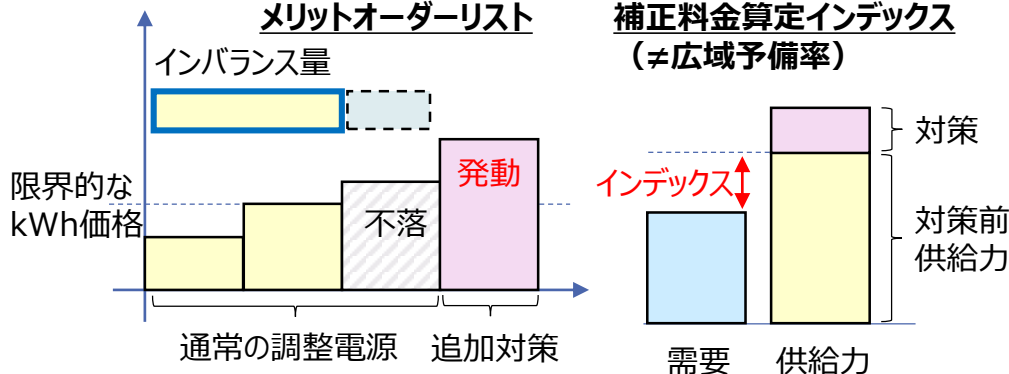 メリットオーダーリスト
インバランス量
限界的な
kWh価格
不落
発動
通常の調整電源
追加対策
補正料金算定インデックス
（≠広域予備率）
インデックス
対策
対策前
供給力
需要
供給力